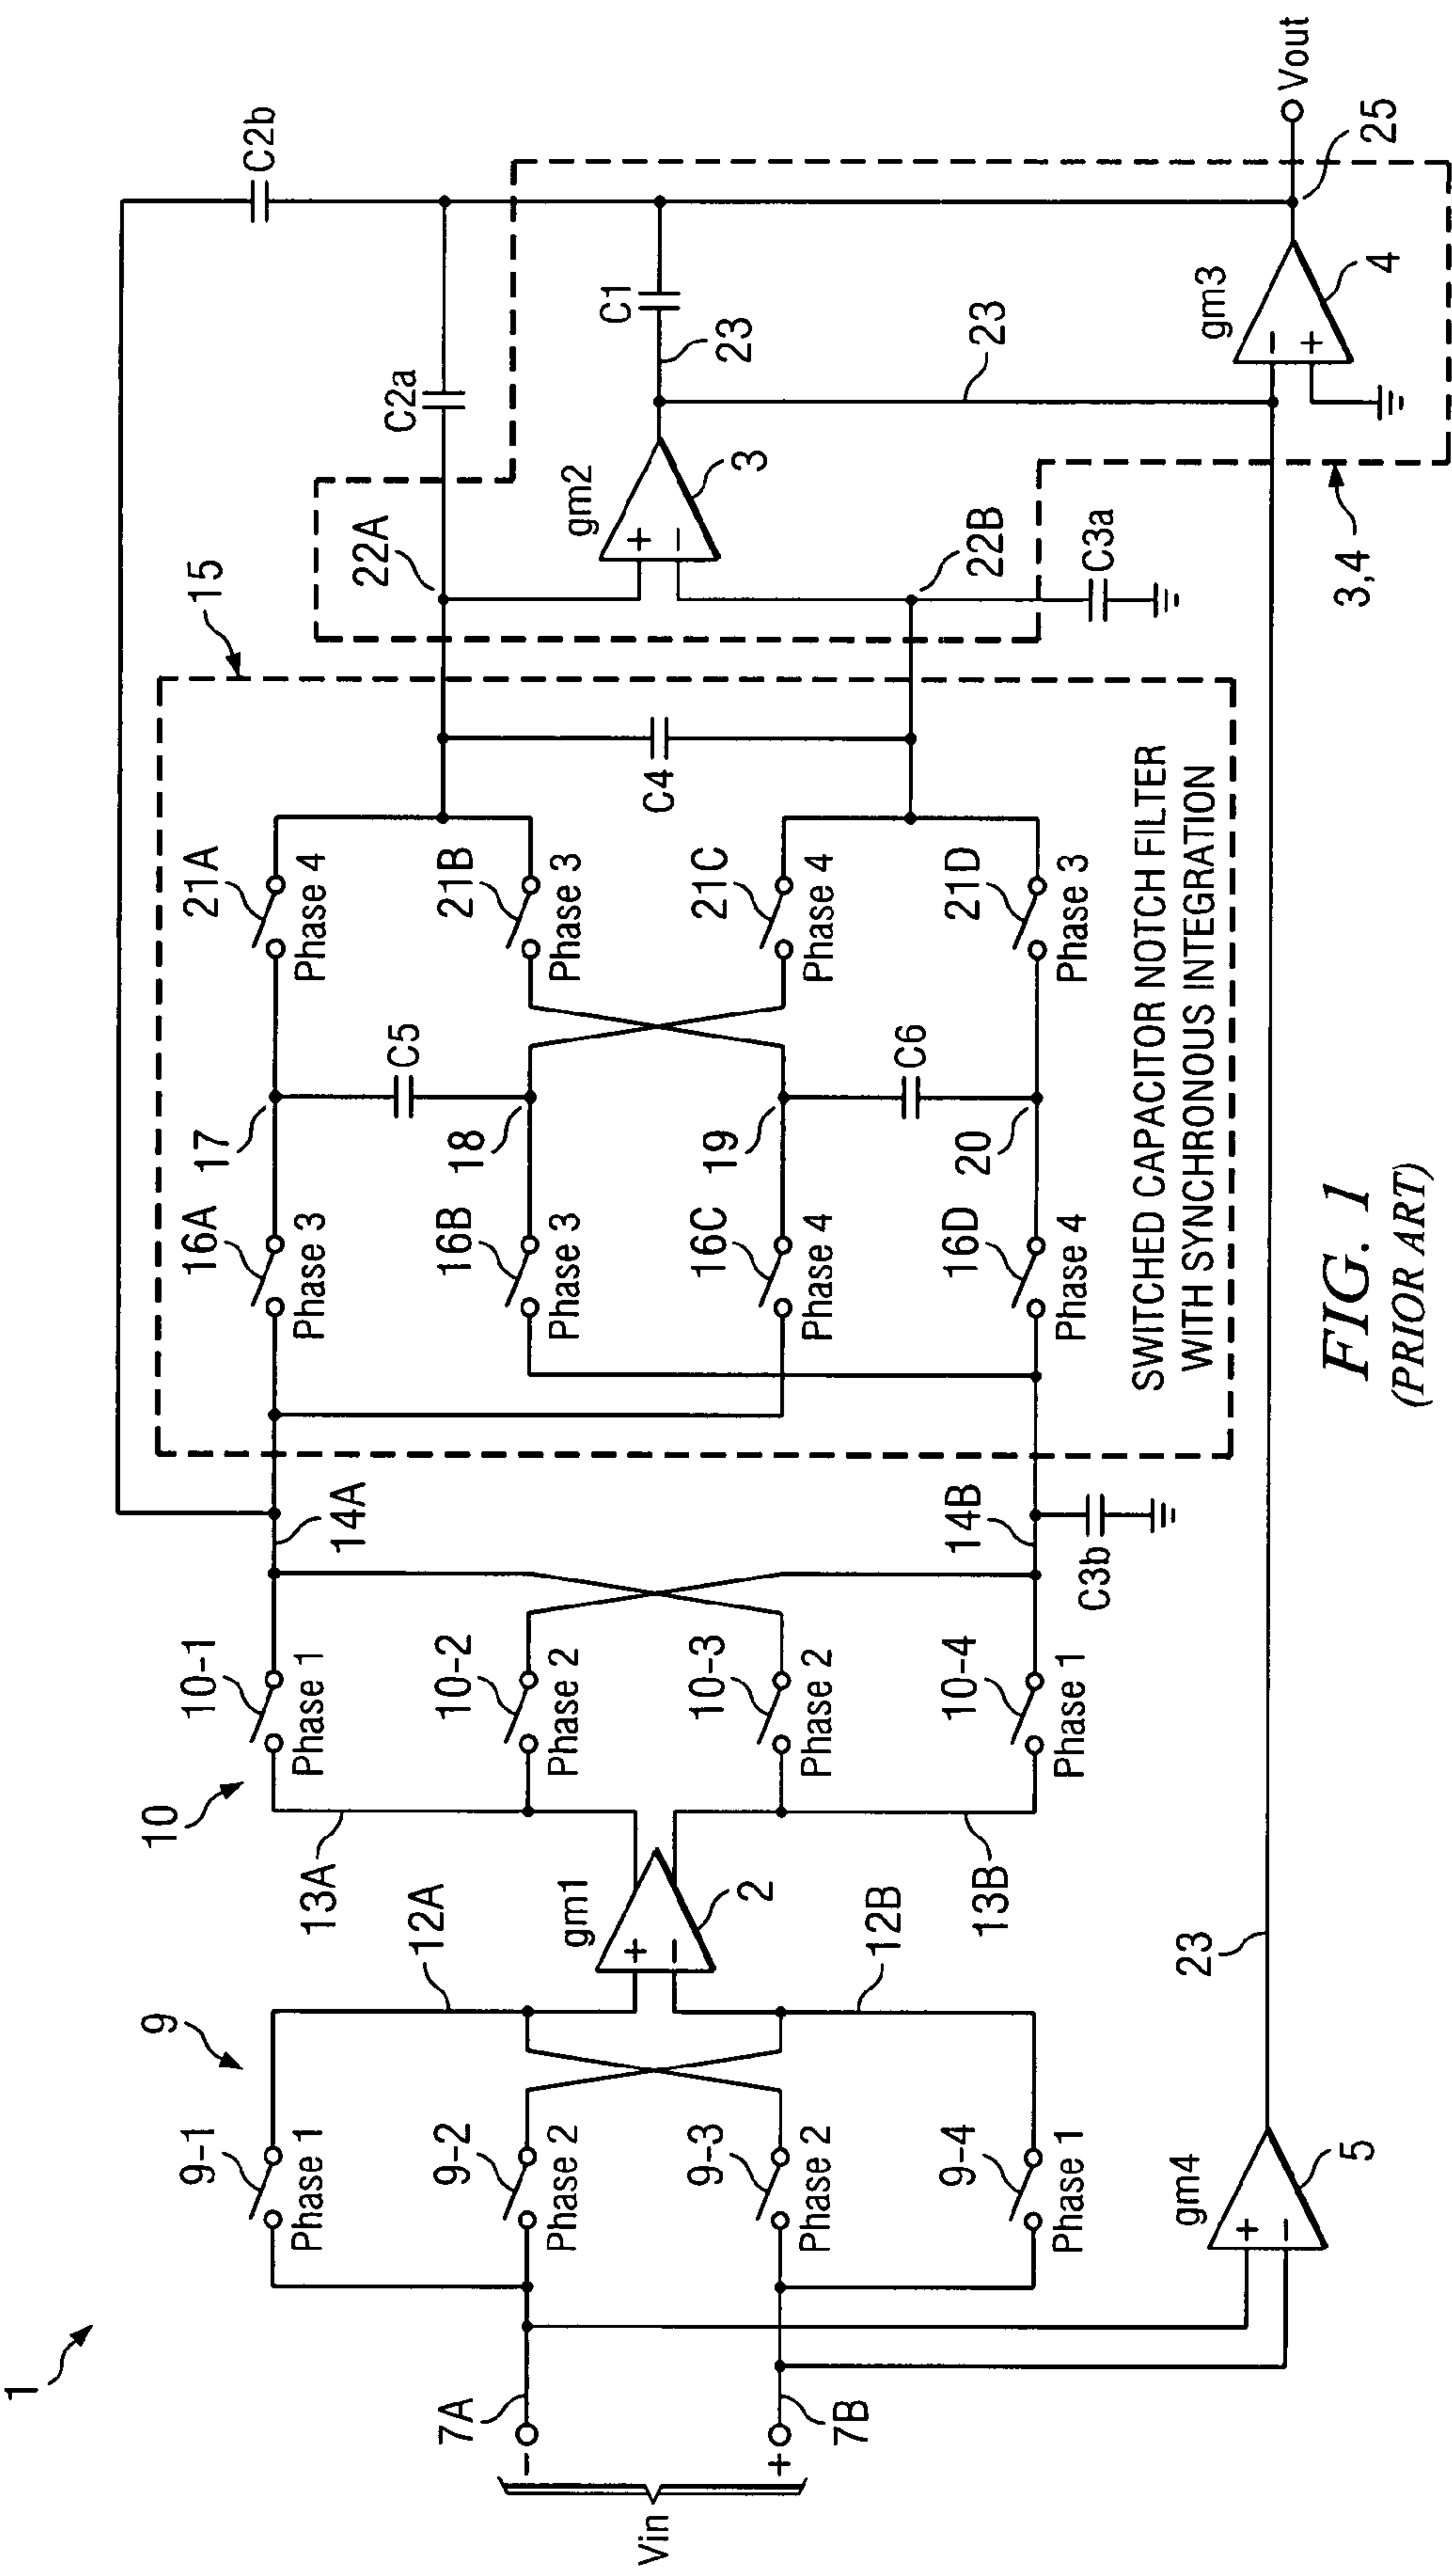 1
Vin
-
+
7A
7B
9
9-1
Phase 1
9-2
Phase 2
9-3
Phase 2
9-4
Phase 1
12A
12B
gm1
+
−
2
gm4
+
−
5
23
13A
13B
10
10-1
Phase 1
10-2
Phase 2
10-3
Phase 2
10-4
Phase 1
14A
14B
C3b
15
16A
Phase 3
16B
Phase 3
16C
Phase 4
16D
Phase 4
17
C5
18
19
C6
20
21A
Phase 4
21B
Phase 3
21C
Phase 4
21D
Phase 3
C4
SWITCHED CAPACITOR NOTCH FILTER
WITH SYNCHRONOUS INTEGRATION
22A
22B
C3a
gm2
+
−
3
C2a
C2b
C1
23
23
3,4
gm3
−
+
4
25
Vout
FIG. 1
(PRIOR ART)